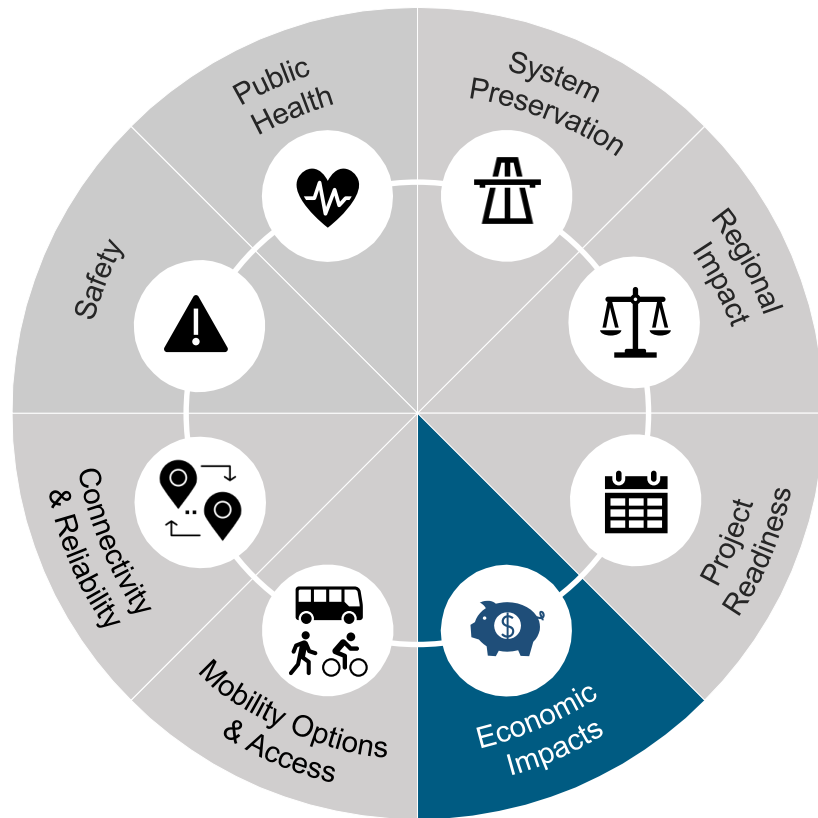 Public
Health
System
Preservation
Regional
Impact
Project
Readiness
Economic
Impacts
$
Mobility Options
& Access
Connectivity
& Reliability
Safety